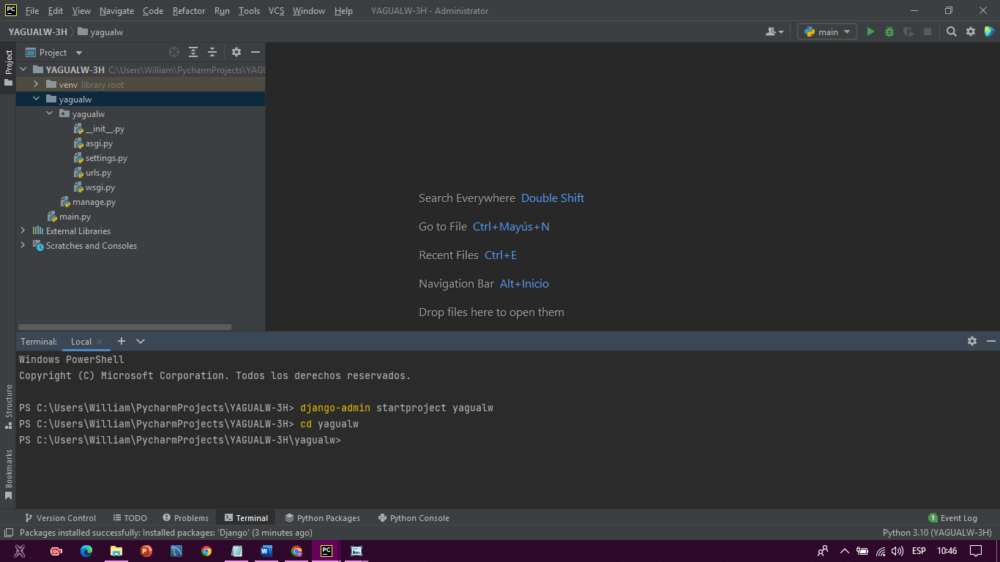 PC File Edit View Navigate Code Refactor Run Tools VCS Window Help YAGUALW-3H - Administrator
YAGUALW-3H yagualw main
Project
Project
YAGUALW-3H C:\Users\William\PycharmProjects\YAGU
venv library root
yagualw
yagualw
__init__.py
asgi.py
settings.py
urls.py
wsgi.py
manage.py
main.py
External Libraries
Scratches and Consoles
Search Everywhere Double Shift
Go to File Ctrl+Mayús+N
Recent Files Ctrl+E
Navigation Bar Alt+Inicio
Drop files here to open them
Structure
Bookmarks
Terminal: Local
Windows PowerShell
Copyright (C) Microsoft Corporation. Todos los derechos reservados.
PS C:\Users\William\PycharmProjects\YAGUALW-3H> django-admin startproject yagualw
PS C:\Users\William\PycharmProjects\YAGUALW-3H> cd yagualw
PS C:\Users\William\PycharmProjects\YAGUALW-3H\yagualw>
Version Control TODO Problems Terminal Python Packages Python Console 1 Event Log
Packages installed successfully: Installed packages: 'Django' (3 minutes ago) Python 3.10 (YAGUALW-3H)
P W PC ESP 10:46